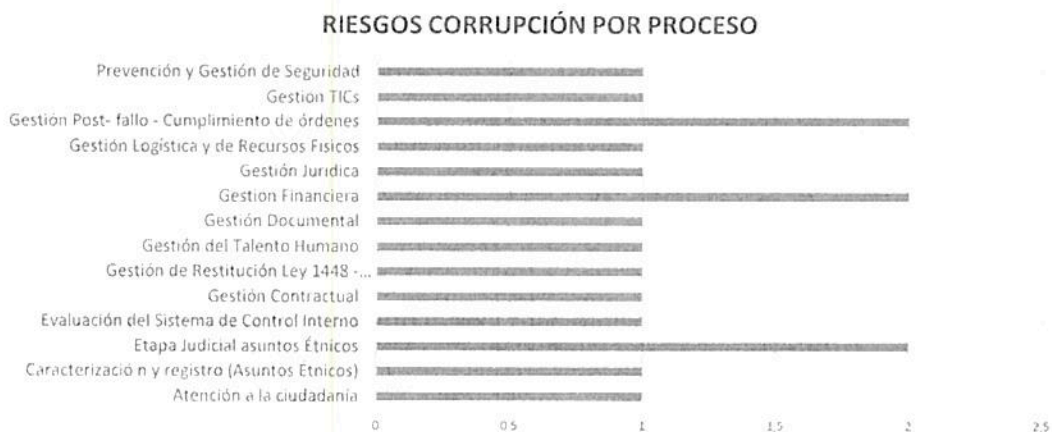 RIESGOS CORRUPCIÓN POR PROCESO
Prevención y Gestión de Seguridad
Gestion TICs
Gestión Post- fallo - Cumplimiento de órdenes
Gestión Logística y de Recursos Fisicos
Gestión Juridica
Gestion Financiera
Gestión Documental
Gestión del Talento Humano
Gestión de Restitución Ley 1448 -...
Gestión Contractual
Evaluación del Sistema de Control Interno
Etapa Judicial asuntos Étnicos
Caracterizació n y registro (Asuntos Etnicos)
Atención a la ciudadanía
0 0.5 1 1.5 2 2.5